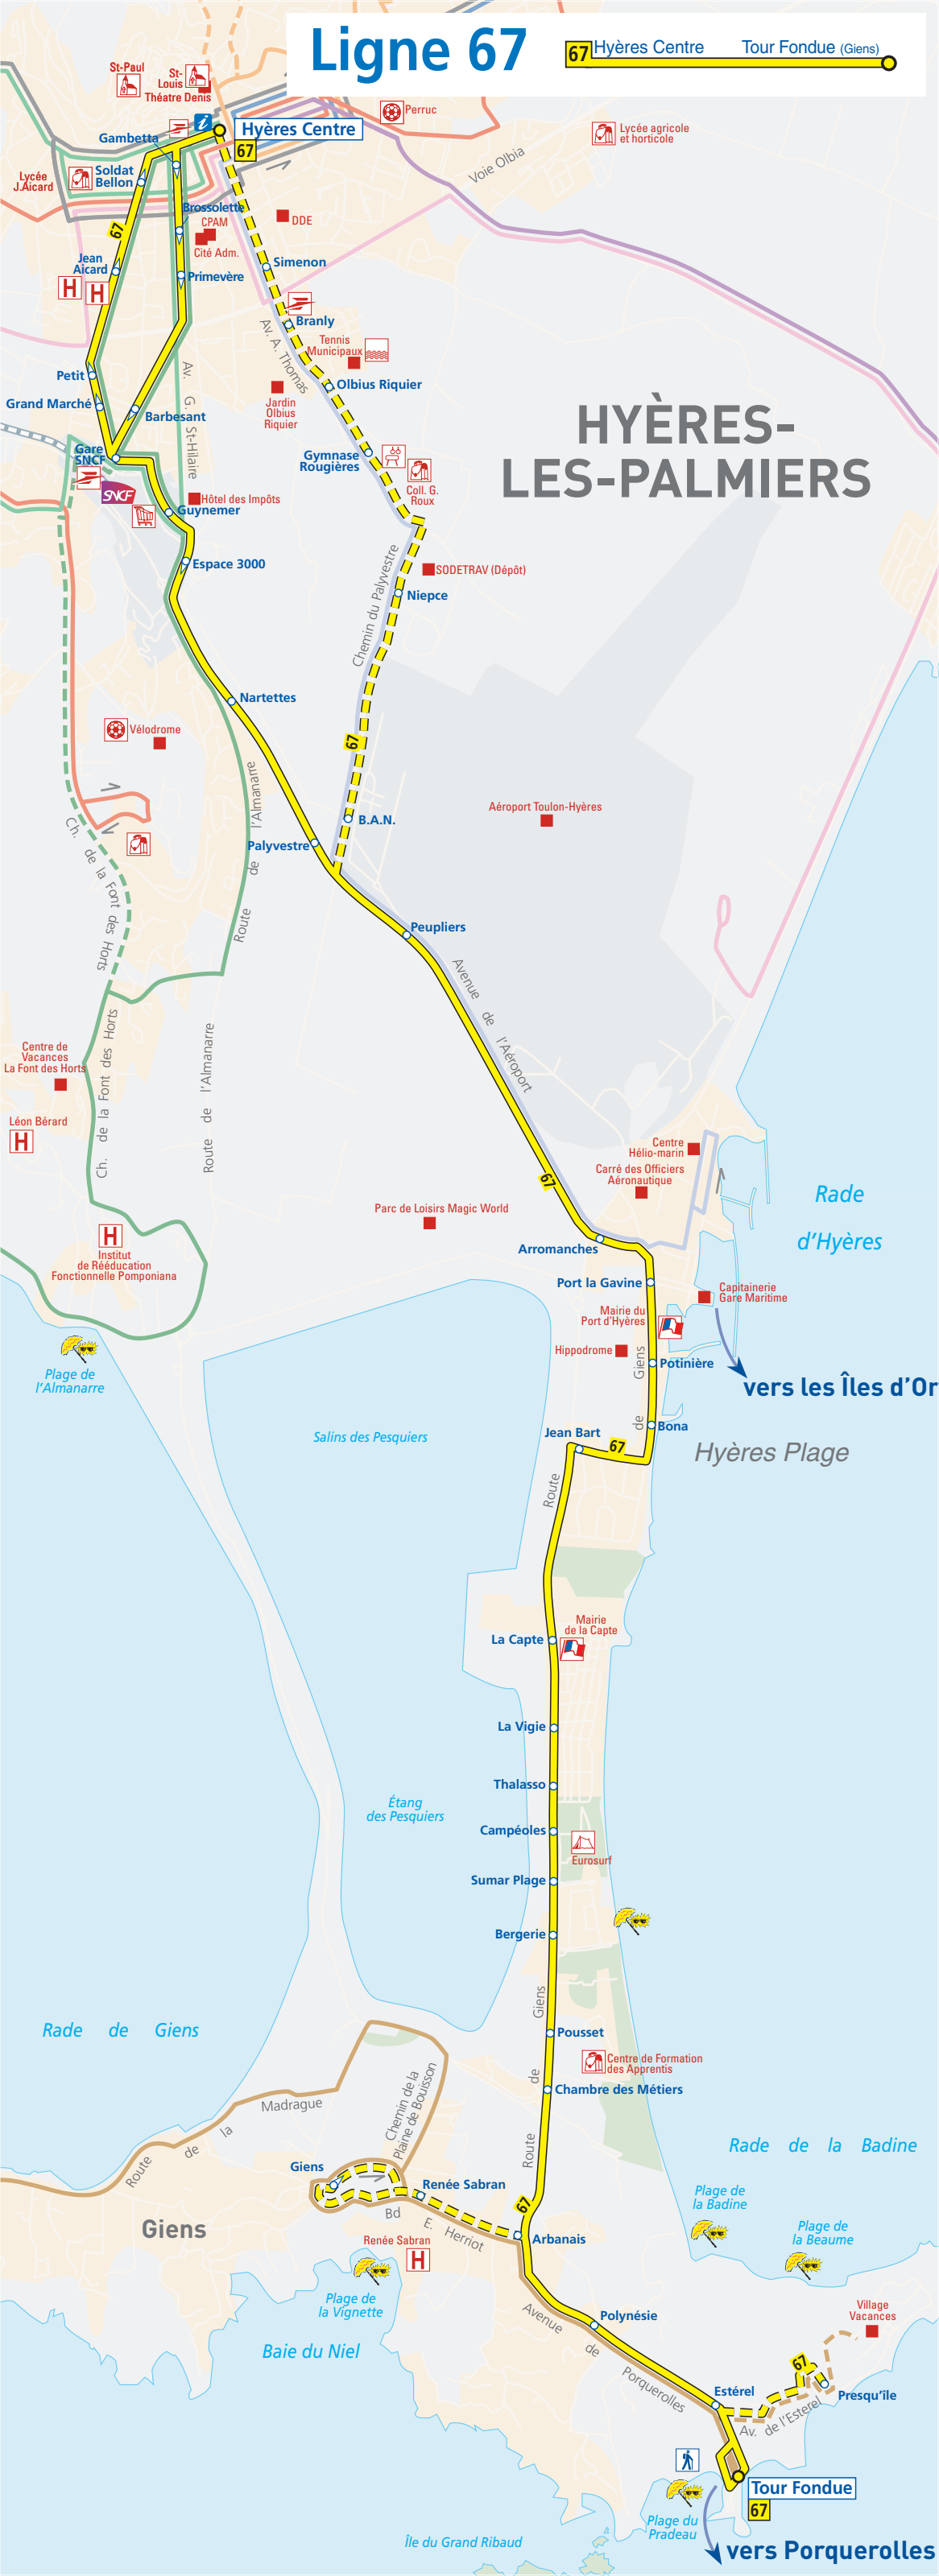 Ligne 67
67 Hyères Centre Tour Fondue (Giens)
St-Paul
St-
Louis
Théatre Denis
Perruc
Lycée agricole
et horticole
Voie Olbia
i
Hyères Centre
67
Gambetta
Lycée
J.Aicard
Soldat
Bellon
Brossolette
CPAM
Cité Adm.
DDE
67
Jean
Aicard
H H
Primevère
Simenon
Branly
Tennis
Municipaux
Av. A. Thomas
Petit
Grand Marché
Barbesant
Av. G. St-Hilaire
Olbius Riquier
Jardin
Olbius
Riquier
HYÈRES-
LES-PALMIERS
Gare
SNCF
SNCF
Gymnase
Rougières
Coll. G.
Roux
Hôtel des Impôts
Guynemer
Espace 3000
SODETRAV (Dépôt)
Niepce
Chemin du Palyvestre
Nartettes
Vélodrome
67
Aéroport Toulon-Hyères
B.A.N.
Palyvestre
Ch. de la Font des Horts
Route de l'Almanarre
Peupliers
Avenue de l'Aéroport
Centre de
Vacances
La Font des Horts
Léon Bérard
H
Ch. de la Font des Horts
Route de l'Almanarre
Centre
Hélio-marin
Carré des Officiers
Aéronautique
67
Rade
d'Hyères
Parc de Loisirs Magic World
H
Institut
de Rééducation
Fonctionnelle Pomponiana
Arromanches
Port la Gavine
Capitainerie
Gare Maritime
Mairie du
Port d'Hyères
Hippodrome
Potinière
vers les Îles d'Or
Plage de
l'Almanarre
Salins des Pesquiers
Jean Bart
67
Bona
Hyères Plage
Route de Giens
La Capte
Mairie
de la Capte
La Vigie
Thalasso
Étang
des Pesquiers
Campéoles
Eurosurf
Sumar Plage
Bergerie
Rade de Giens
Route de Giens
Pousset
Centre de Formation
des Apprentis
Chambre des Métiers
Route de la Madrague
Chemin de la
Plaine de Bouisson
Rade de la Badine
Giens
Renée Sabran
67
Plage de
la Badine
Giens
Bd E. Herriot
Arbanais
Plage de
la Beaume
Renée Sabran
H
Plage de
la Vignette
Baie du Niel
Polynésie
Avenue de Porquerolles
Village
Vacances
67
Estérel
Presqu'île
Av. de l'Esterel
Tour Fondue
67
Plage du
Pradeau
Île du Grand Ribaud
vers Porquerolles